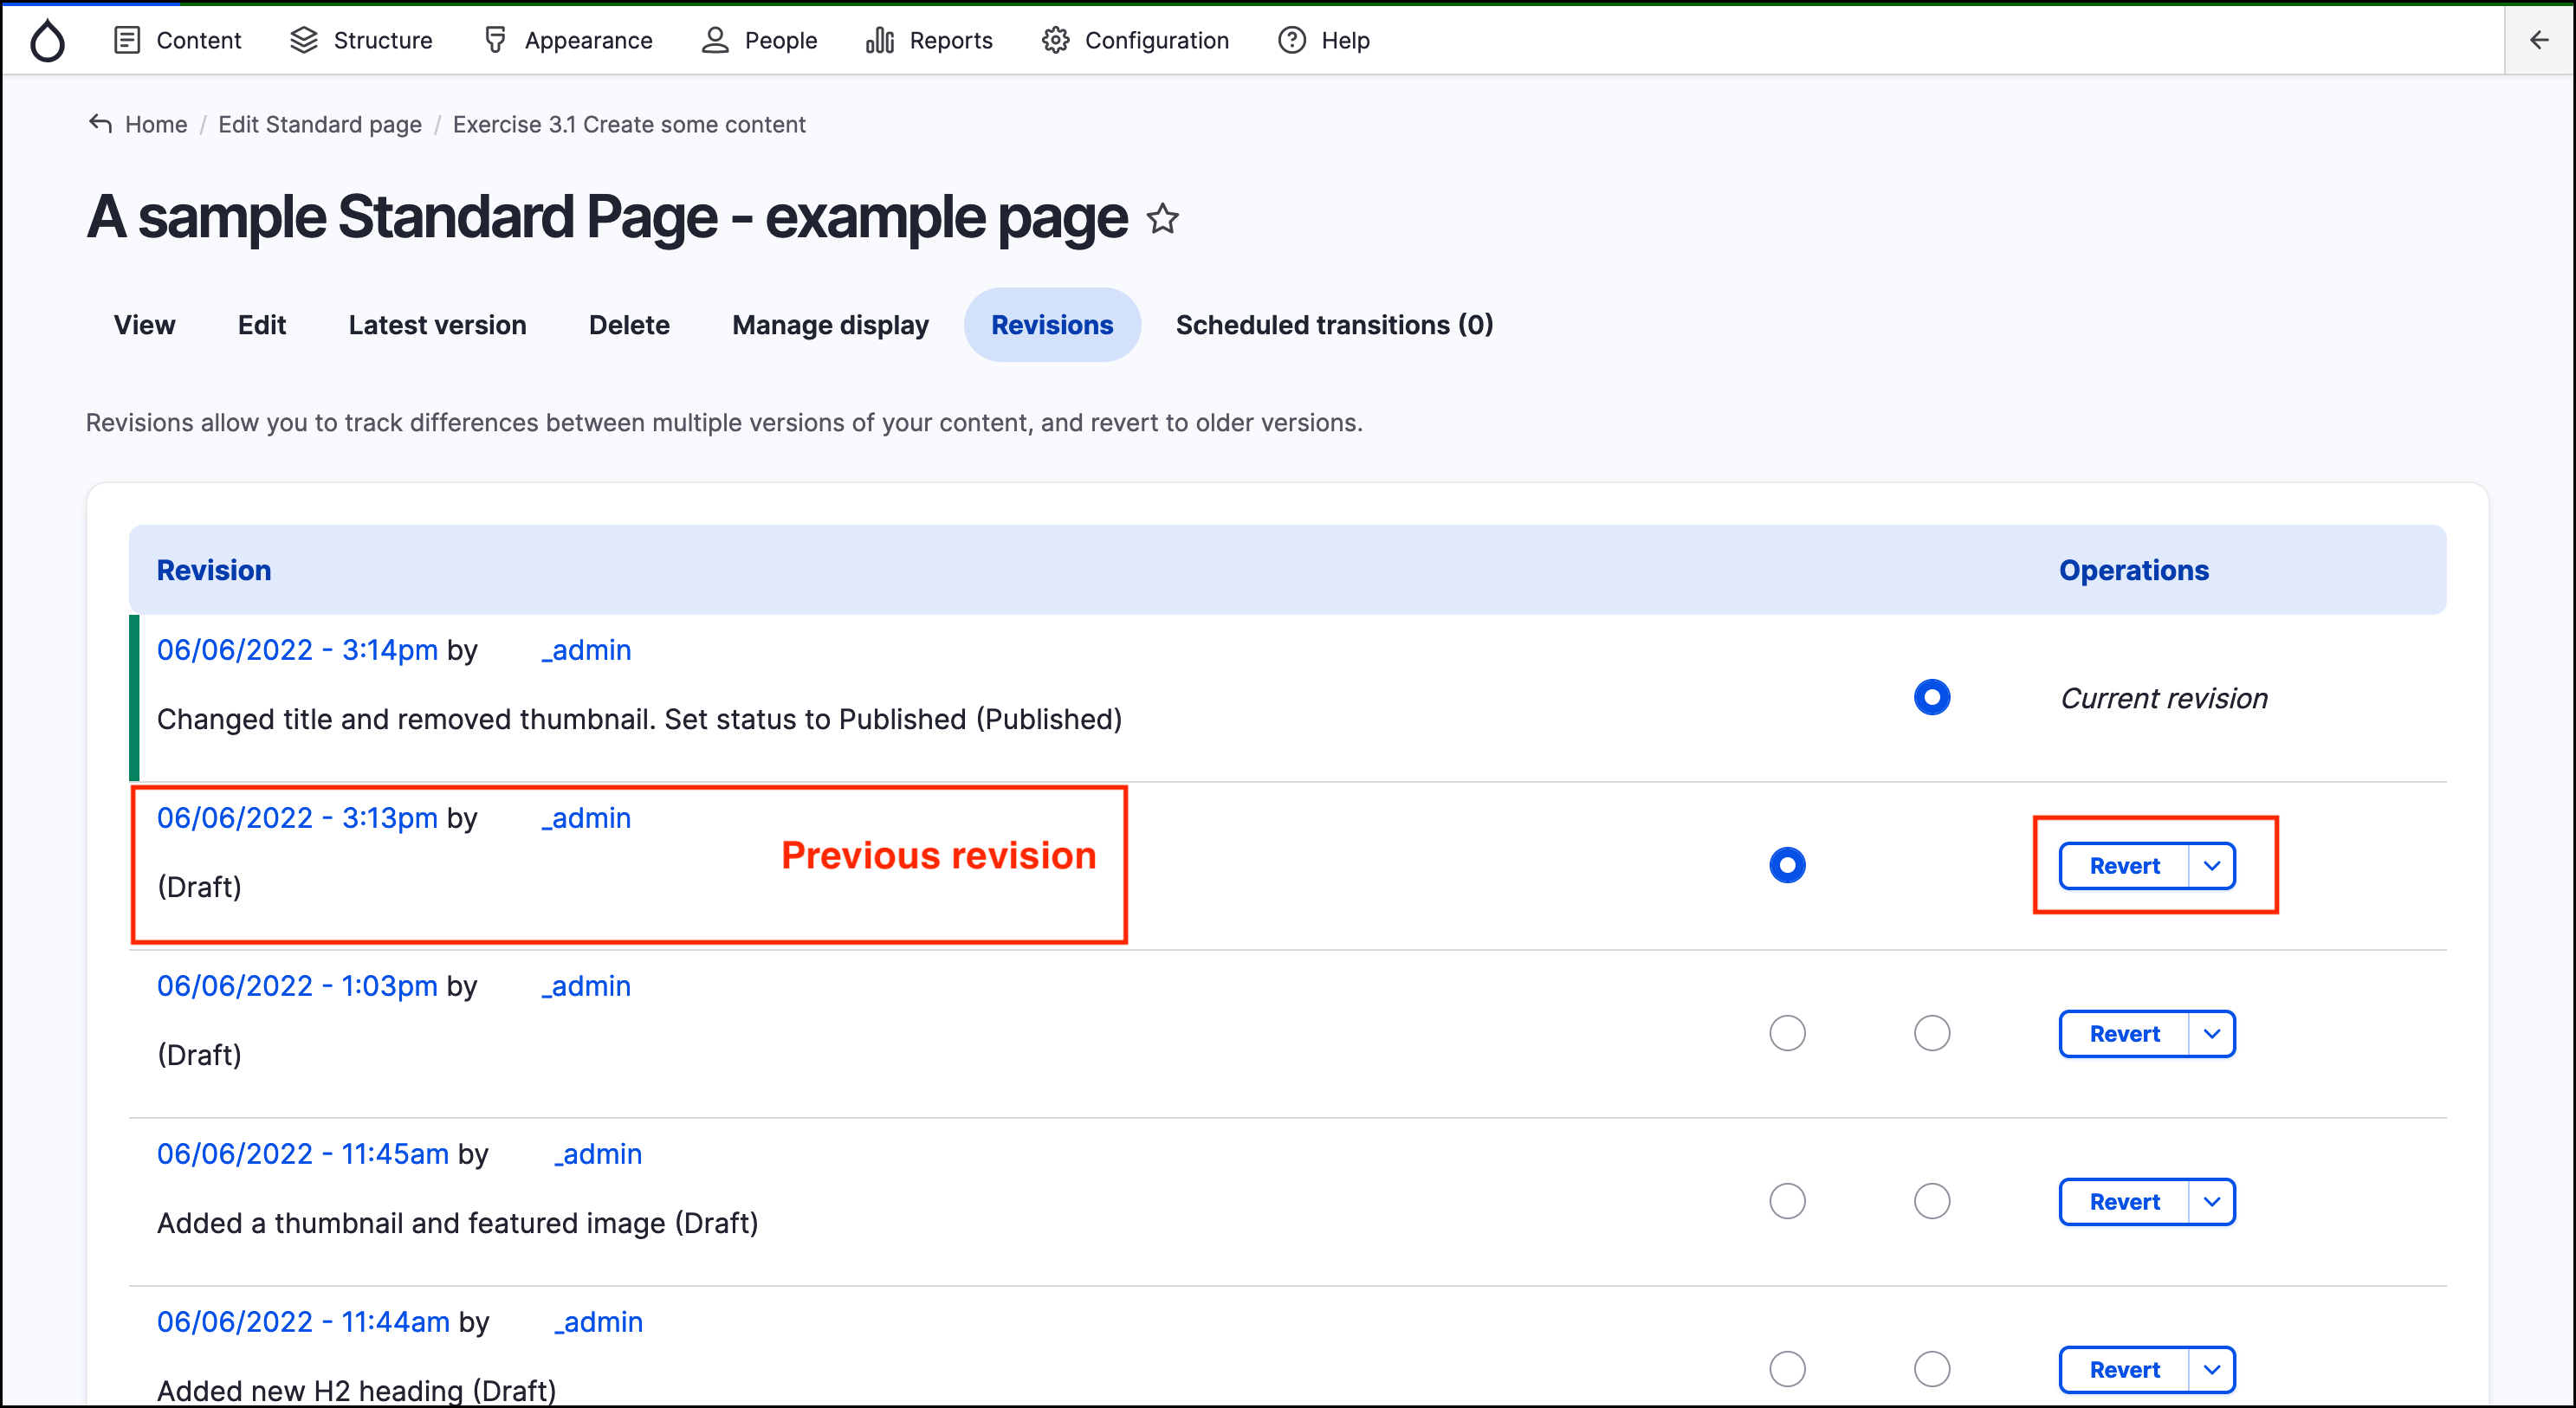 Content Structure Appearance People Reports Configuration Help
Home / Edit Standard page / Exercise 3.1 Create some content
A sample Standard Page - example page
View Edit Latest version Delete Manage display Revisions Scheduled transitions (0)
Revisions allow you to track differences between multiple versions of your content, and revert to older versions.
Revision Operations
06/06/2022 - 3:14pm by _admin
Changed title and removed thumbnail. Set status to Published (Published)
Current revision
06/06/2022 - 3:13pm by _admin
Previous revision
(Draft)
Revert
06/06/2022 - 1:03pm by _admin
(Draft)
Revert
06/06/2022 - 11:45am by _admin
Added a thumbnail and featured image (Draft)
Revert
06/06/2022 - 11:44am by _admin
Added new H2 heading (Draft)
Revert